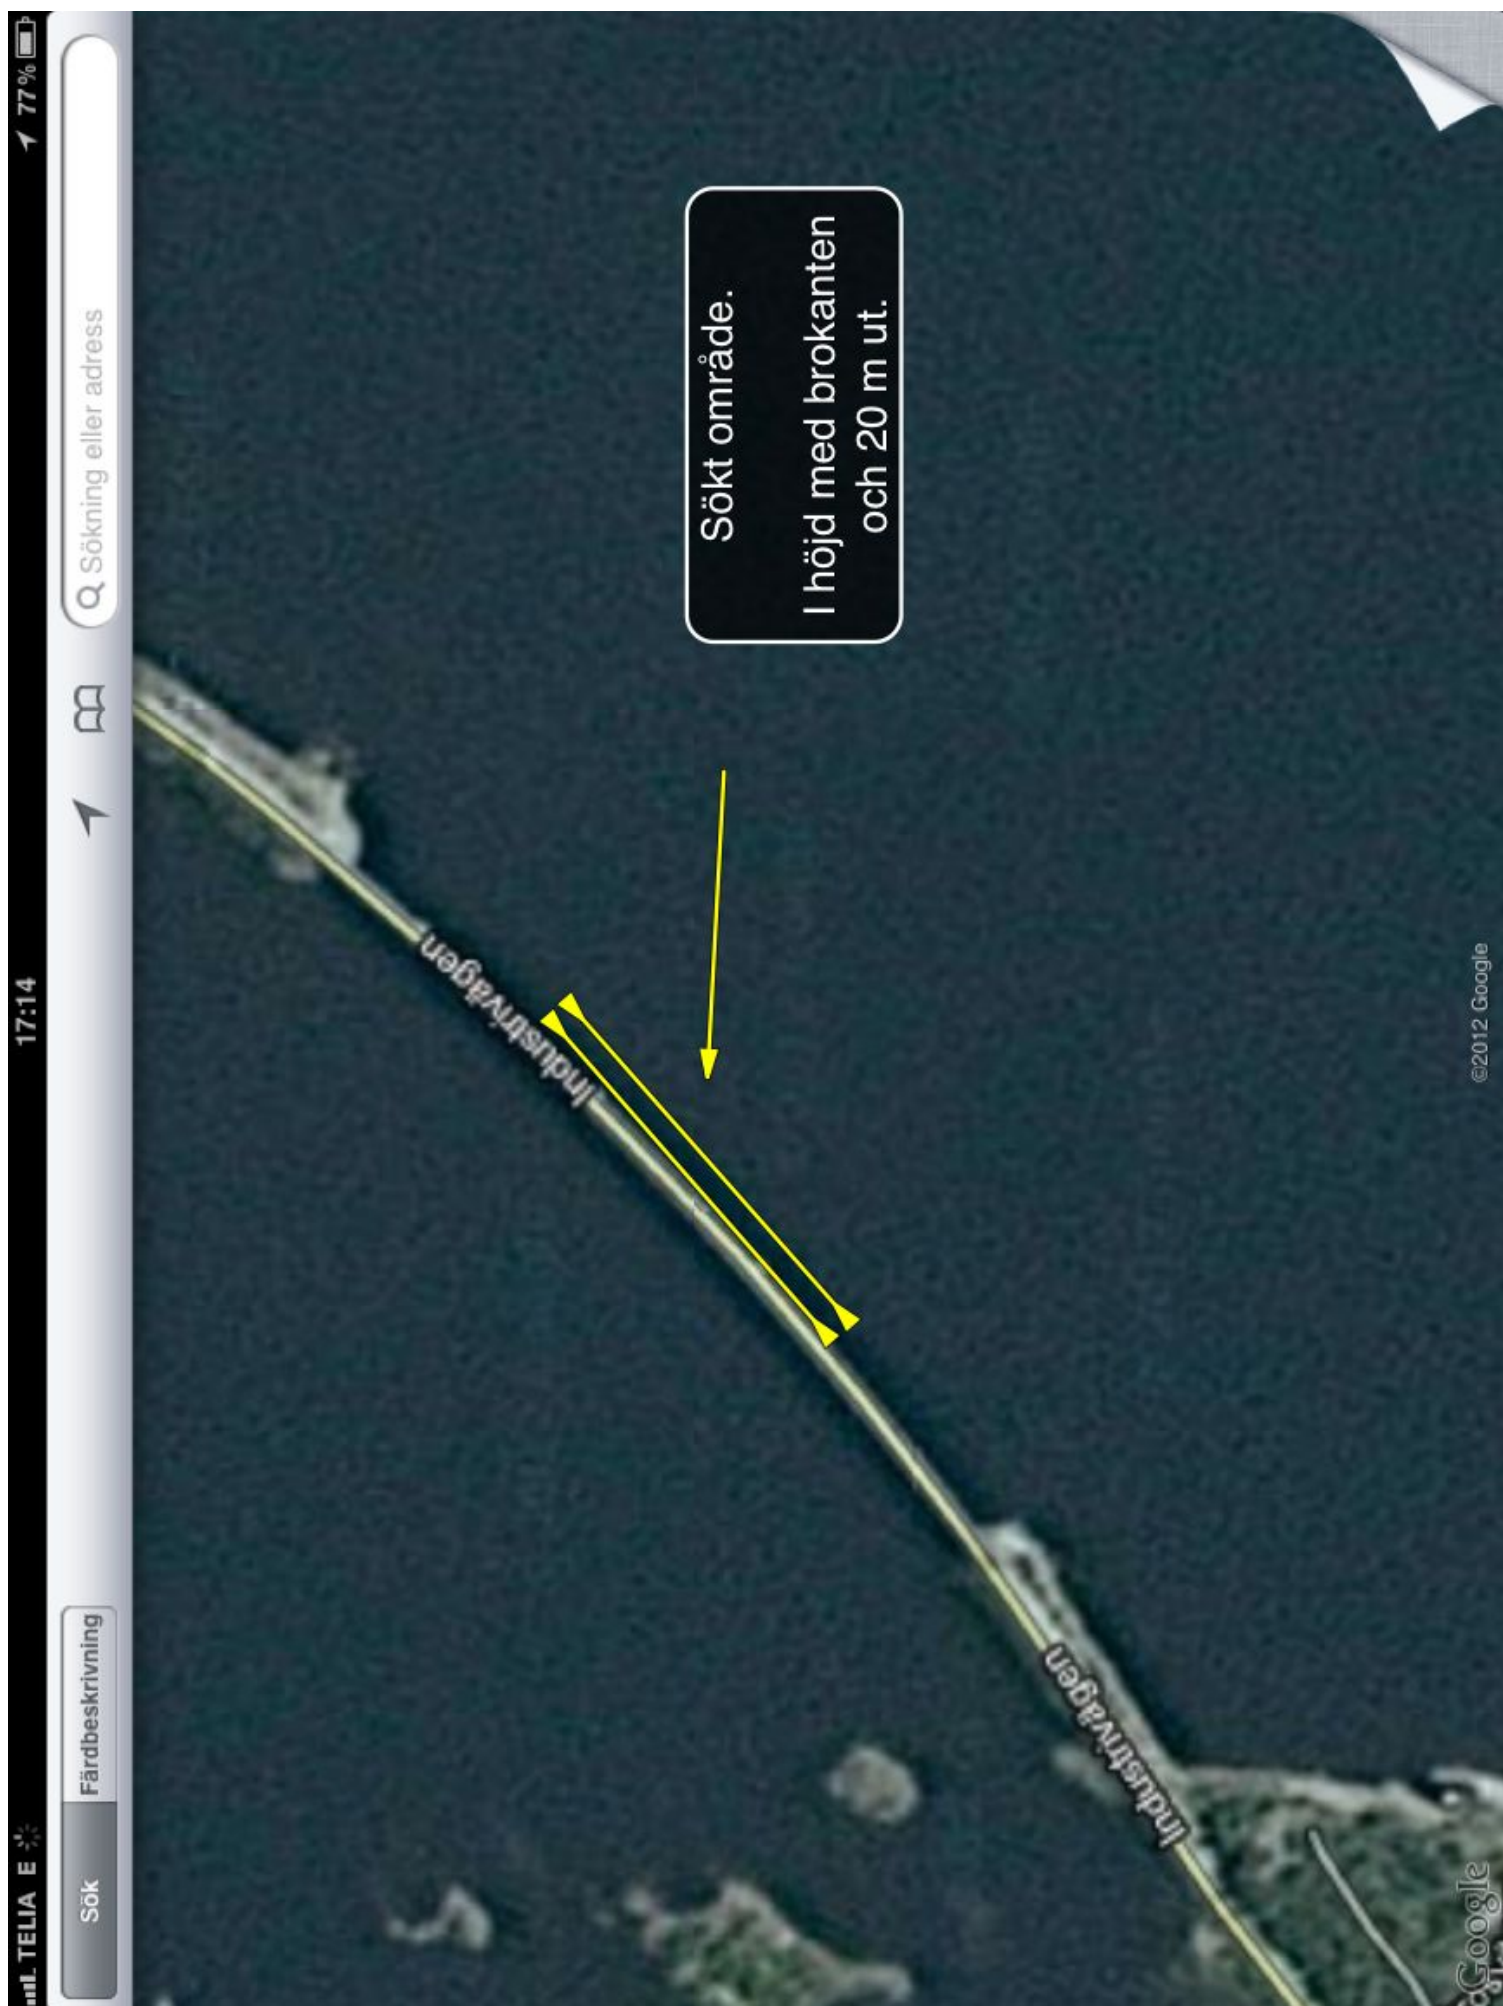 TELIA E
17:14
77%
Sök
Färdbeskrivning
Sökning eller adress
Industrivägen
Sökt område.
I höjd med brokanten
och 20 m ut.
Industrivägen
Google
©2012 Google